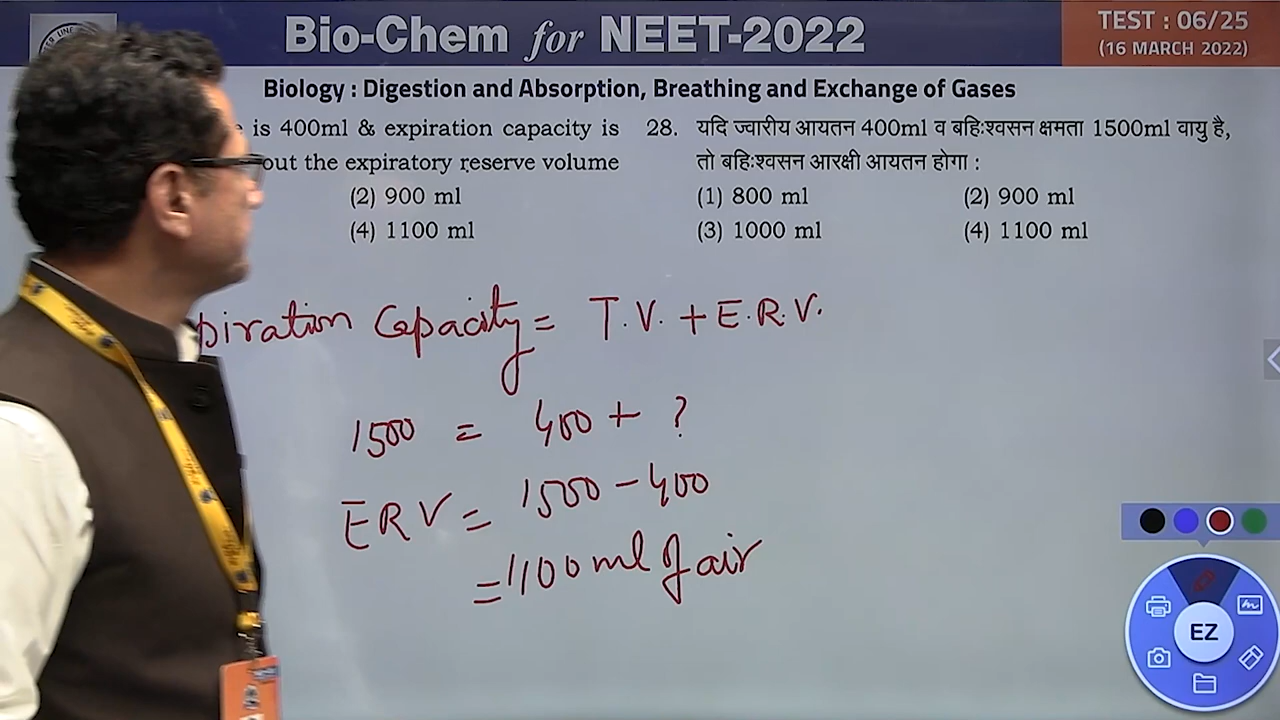 Bio-Chem for NEET-2022
TEST : 06/25
(16 MARCH 2022)
Biology : Digestion and Absorption, Breathing and Exchange of Gases
is 400ml & expiration capacity is
out the expiratory reserve volume
(2) 900 ml
(4) 1100 ml
28. यदि ज्वारीय आयतन 400ml व बहिःश्वसन क्षमता 1500ml वायु है,
तो बहिःश्वसन आरक्षी आयतन होगा :
(1) 800 ml (2) 900 ml
(3) 1000 ml (4) 1100 ml
piration Capacity = T.V. + E.R.V.
1500 = 400 + ?
ERV = 1500 - 400
= 1100 ml of air
EZ